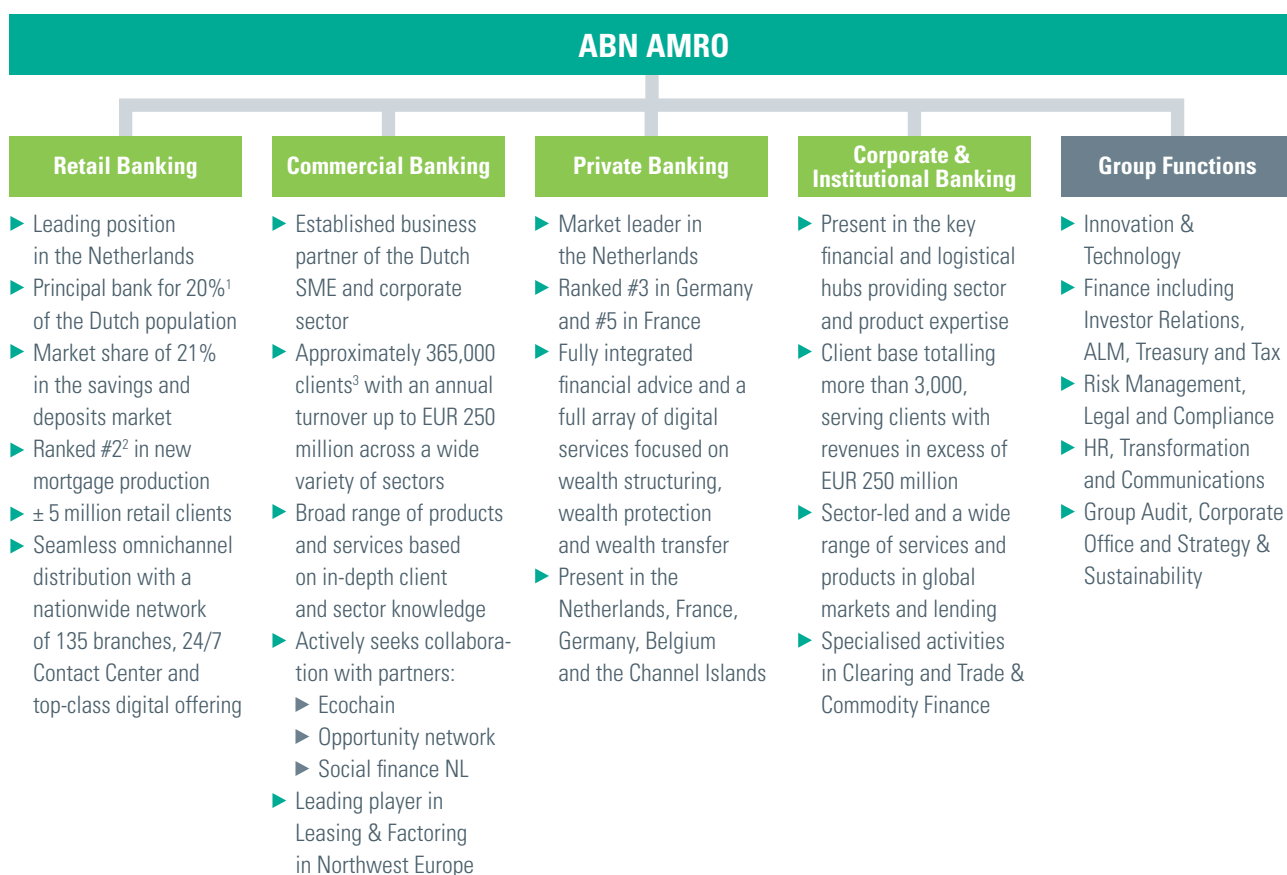 ABN AMRO
Retail Banking
▶ Leading position
in the Netherlands
▶ Principal bank for 20%¹
of the Dutch population
▶ Market share of 21%
in the savings and
deposits market
▶ Ranked #2² in new
mortgage production
▶ ± 5 million retail clients
▶ Seamless omnichannel
distribution with a
nationwide network
of 135 branches, 24/7
Contact Center and
top-class digital offering
Commercial Banking
▶ Established business
partner of the Dutch
SME and corporate
sector
▶ Approximately 365,000
clients³ with an annual
turnover up to EUR 250
million across a wide
variety of sectors
▶ Broad range of products
and services based
on in-depth client
and sector knowledge
▶ Actively seeks collabora-
tion with partners:
▶ Ecochain
▶ Opportunity network
▶ Social finance NL
▶ Leading player in
Leasing & Factoring
in Northwest Europe
Private Banking
▶ Market leader in
the Netherlands
▶ Ranked #3 in Germany
and #5 in France
▶ Fully integrated
financial advice and a
full array of digital
services focused on
wealth structuring,
wealth protection
and wealth transfer
▶ Present in the
Netherlands, France,
Germany, Belgium
and the Channel Islands
Corporate &
Institutional Banking
▶ Present in the key
financial and logistical
hubs providing sector
and product expertise
▶ Client base totalling
more than 3,000,
serving clients with
revenues in excess of
EUR 250 million
▶ Sector-led and a wide
range of services and
products in global
markets and lending
▶ Specialised activities
in Clearing and Trade &
Commodity Finance
Group Functions
▶ Innovation &
Technology
▶ Finance including
Investor Relations,
ALM, Treasury and Tax
▶ Risk Management,
Legal and Compliance
▶ HR, Transformation
and Communications
▶ Group Audit, Corporate
Office and Strategy &
Sustainability